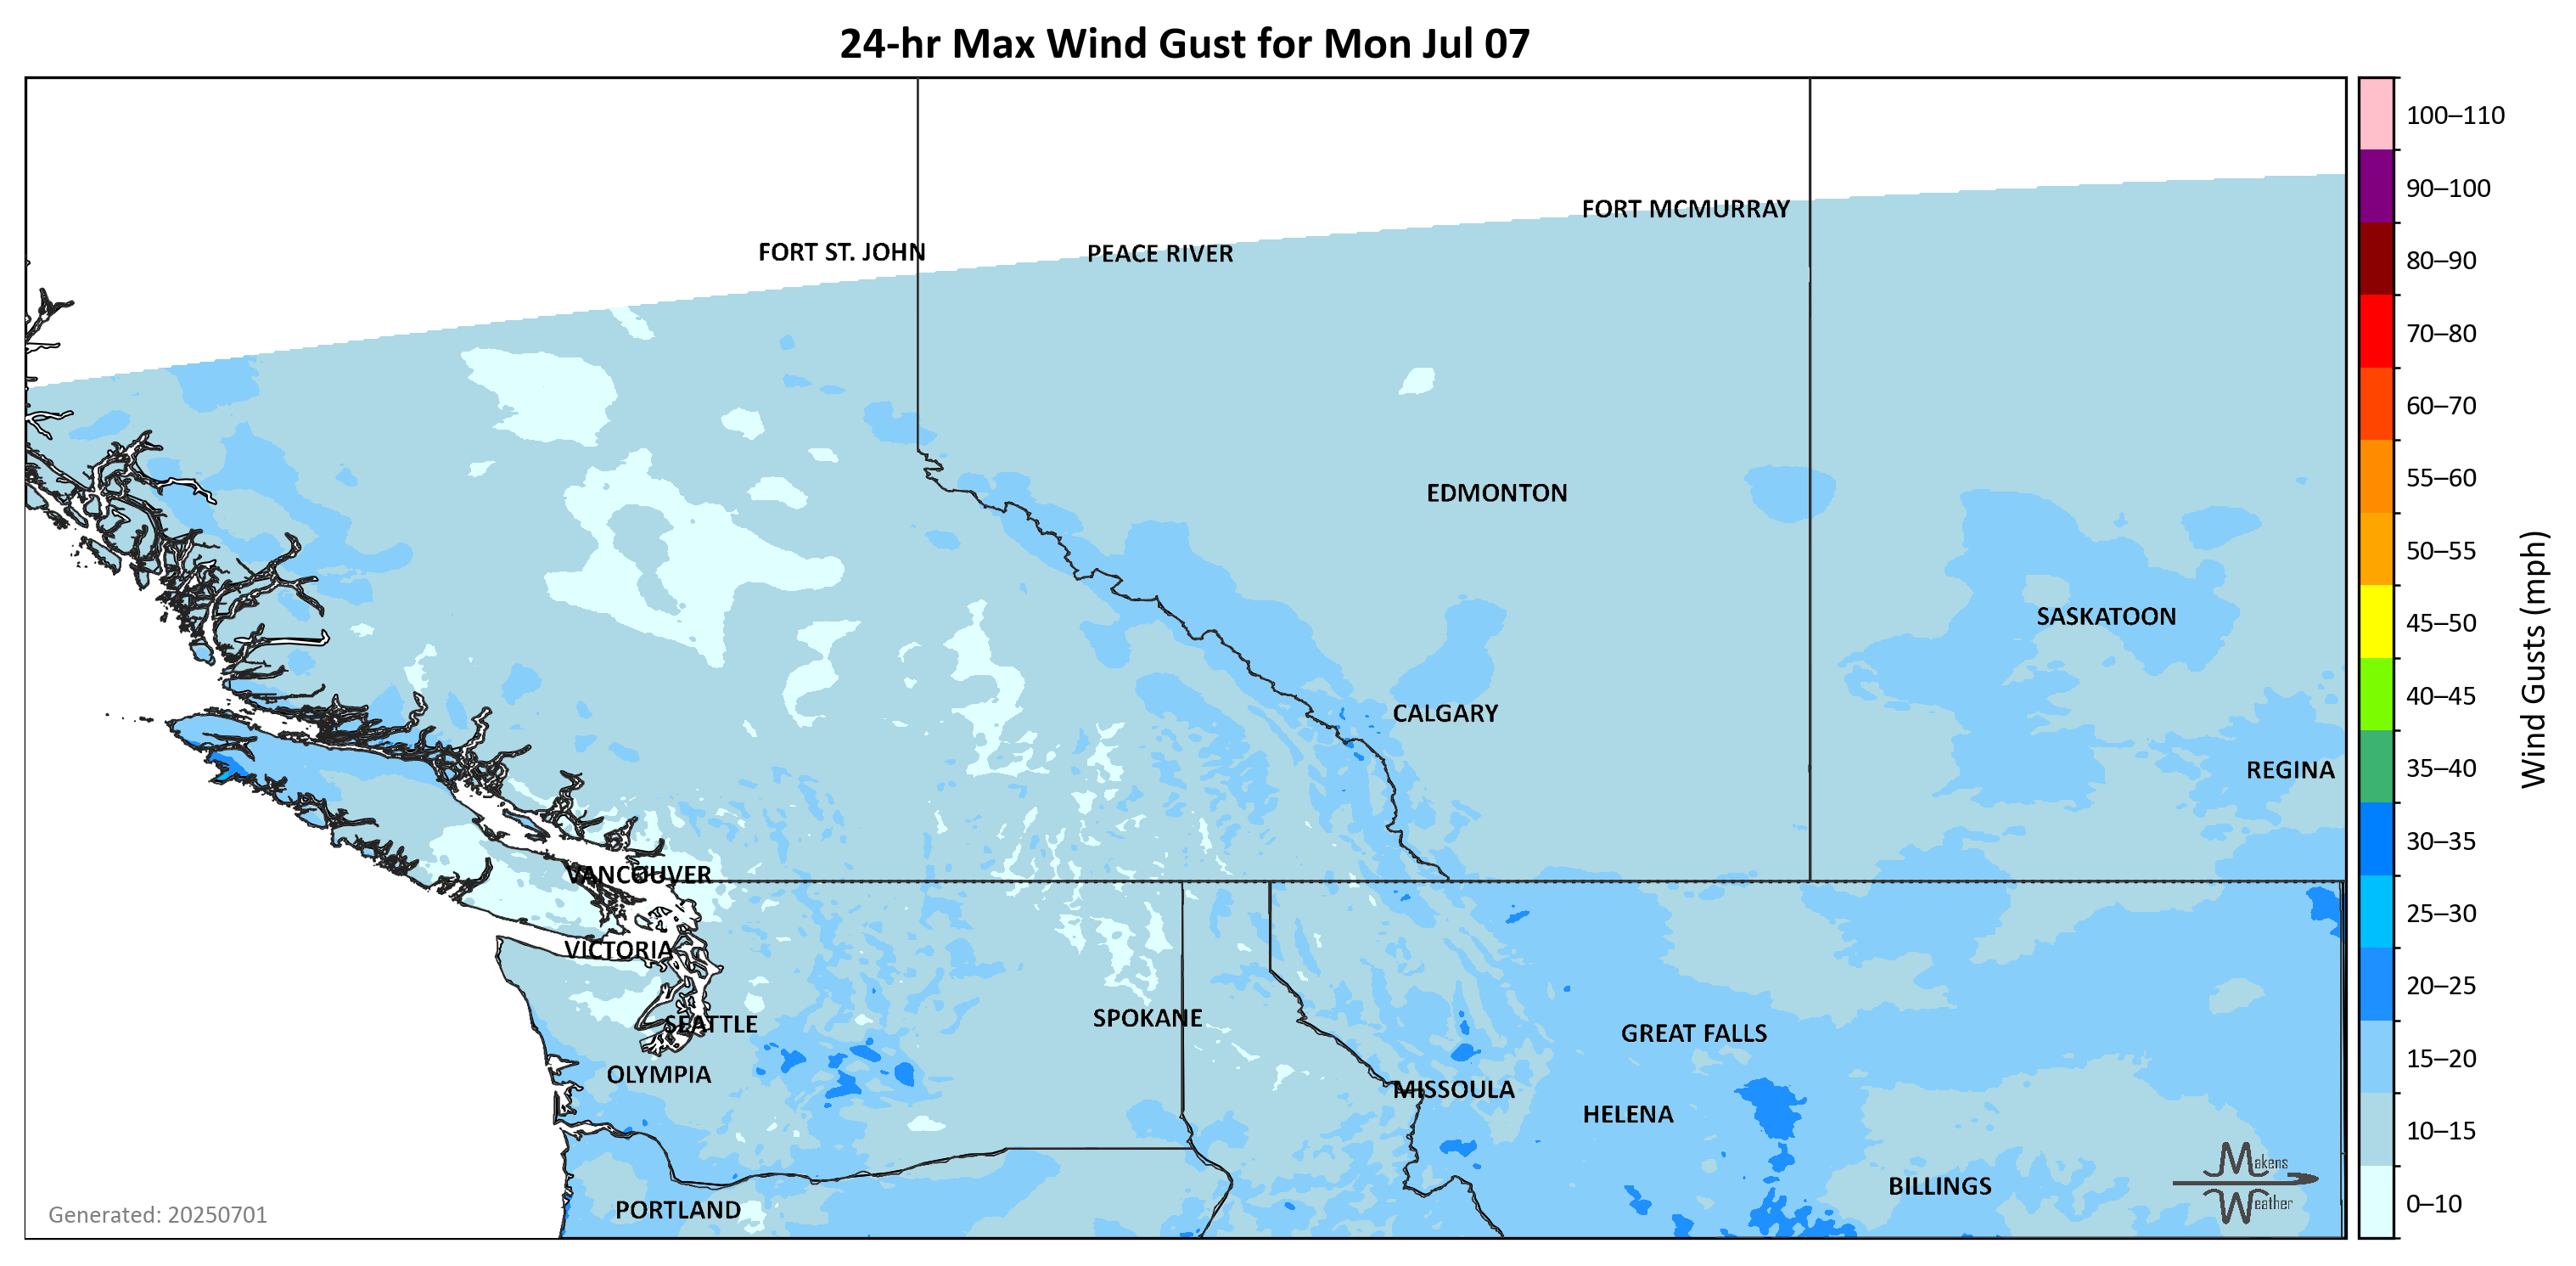 24-hr Max Wind Gust for Mon Jul 07
100–110
90–100
80–90
70–80
60–70
55–60
50–55
45–50
40–45
35–40
30–35
25–30
20–25
15–20
10–15
0–10
Wind Gusts (mph)
FORT MCMURRAY
FORT ST. JOHN
PEACE RIVER
EDMONTON
SASKATOON
CALGARY
REGINA
VANCOUVER
VICTORIA
SPOKANE
SEATTLE
GREAT FALLS
OLYMPIA
MISSOULA
HELENA
BILLINGS
PORTLAND
Makens
Weather
Generated: 20250701